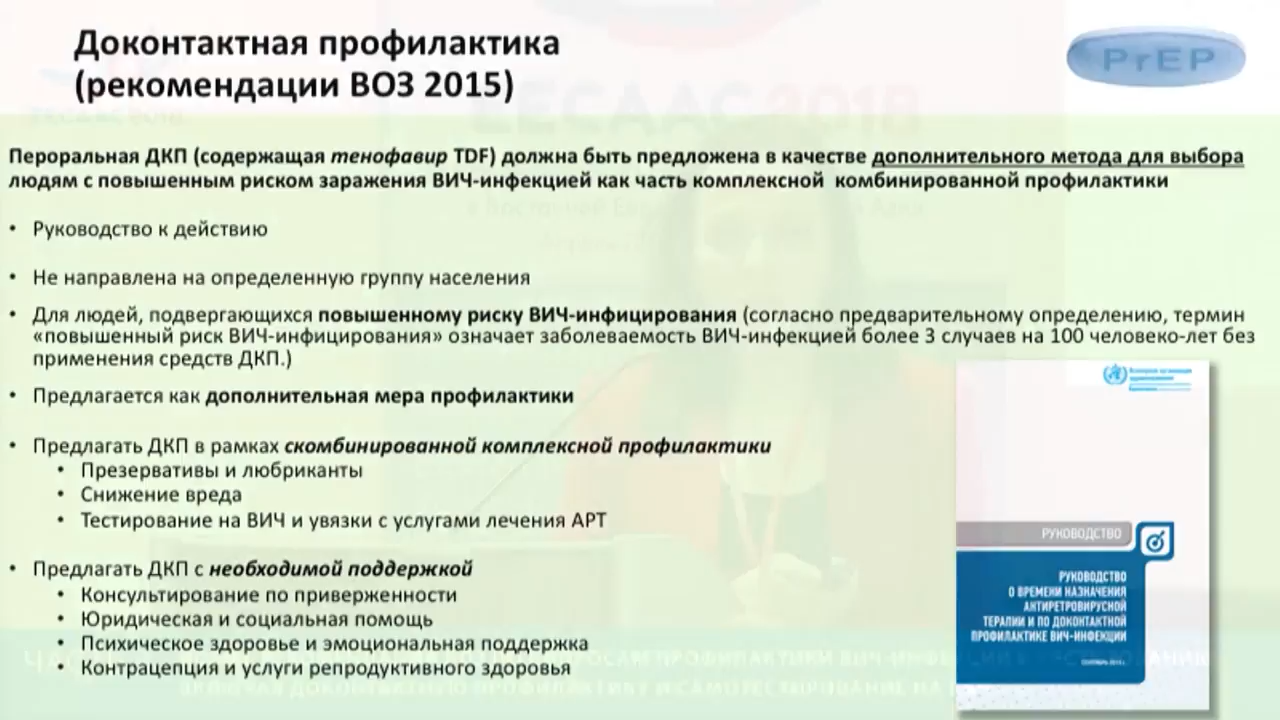 Доконтактная профилактика
(рекомендации ВОЗ 2015)
PrEP
Пероральная ДКП (содержащая тенофавир TDF) должна быть предложена в качестве дополнительного метода для выбора
людям с повышенным риском заражения ВИЧ-инфекцией как часть комплексной комбинированной профилактики
• Руководство к действию
• Не направлена на определенную группу населения
• Для людей, подвергающихся повышенному риску ВИЧ-инфицирования (согласно предварительному определению, термин
«повышенный риск ВИЧ-инфицирования» означает заболеваемость ВИЧ-инфекцией более 3 случаев на 100 человеко-лет без
применения средств ДКП.)
• Предлагается как дополнительная мера профилактики
• Предлагать ДКП в рамках скомбинированной комплексной профилактики
• Презервативы и любриканты
• Снижение вреда
• Тестирование на ВИЧ и увязки с услугами лечения АРТ
• Предлагать ДКП с необходимой поддержкой
• Консультирование по приверженности
• Юридическая и социальная помощь
• Психическое здоровье и эмоциональная поддержка
• Контрацепция и услуги репродуктивного здоровья
РУКОВОДСТВО
РУКОВОДСТВО
О ВРЕМЕНИ НАЗНАЧЕНИЯ
АНТИРЕТРОВИРУСНОЙ
ТЕРАПИИ И ПО ДОКОНТАКТНОЙ
ПРОФИЛАКТИКЕ ВИЧ-ИНФЕКЦИИ
EECAAC 2018